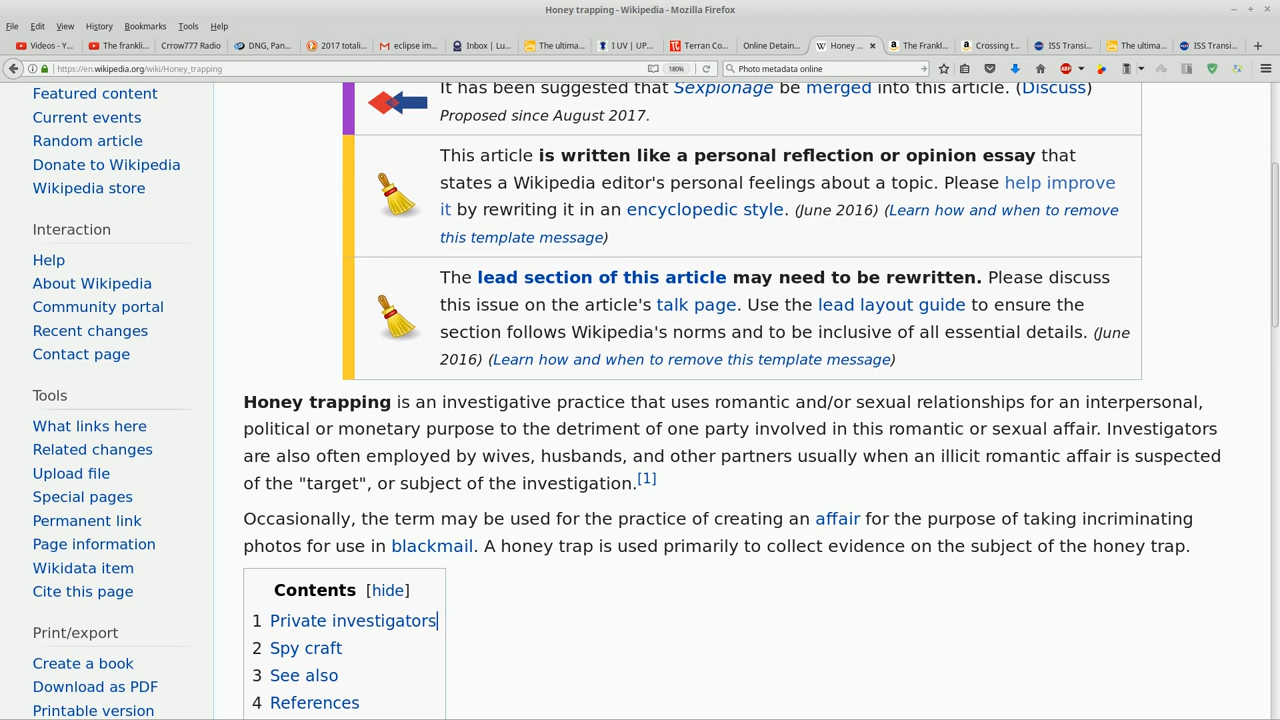 Honey trapping - Wikipedia - Mozilla Firefox
File Edit View History Bookmarks Tools Help
Videos - Y... The frankli... Crrow777 Radio DNG, Pan... 2017 totali... eclipse im... Inbox | Lu... The ultima... I UV | UP... Terran Co... Online Detain... Honey ... The Frankl... Crossing t... ISS Transi... The ultima... ISS Transi...
https://en.wikipedia.org/wiki/Honey_trapping 180% Photo metadata online
Featured content
Current events
Random article
Donate to Wikipedia
Wikipedia store
Interaction
Help
About Wikipedia
Community portal
Recent changes
Contact page
Tools
What links here
Related changes
Upload file
Special pages
Permanent link
Page information
Wikidata item
Cite this page
Print/export
Create a book
Download as PDF
Printable version
It has been suggested that Sexpionage be merged into this article. (Discuss)
Proposed since August 2017.
This article is written like a personal reflection or opinion essay that
states a Wikipedia editor's personal feelings about a topic. Please help improve
it by rewriting it in an encyclopedic style. (June 2016) (Learn how and when to remove
this template message)
The lead section of this article may need to be rewritten. Please discuss
this issue on the article's talk page. Use the lead layout guide to ensure the
section follows Wikipedia's norms and to be inclusive of all essential details. (June
2016) (Learn how and when to remove this template message)
Honey trapping is an investigative practice that uses romantic and/or sexual relationships for an interpersonal,
political or monetary purpose to the detriment of one party involved in this romantic or sexual affair. Investigators
are also often employed by wives, husbands, and other partners usually when an illicit romantic affair is suspected
of the "target", or subject of the investigation.[1]
Occasionally, the term may be used for the practice of creating an affair for the purpose of taking incriminating
photos for use in blackmail. A honey trap is used primarily to collect evidence on the subject of the honey trap.
Contents [hide]
1 Private investigators
2 Spy craft
3 See also
4 References